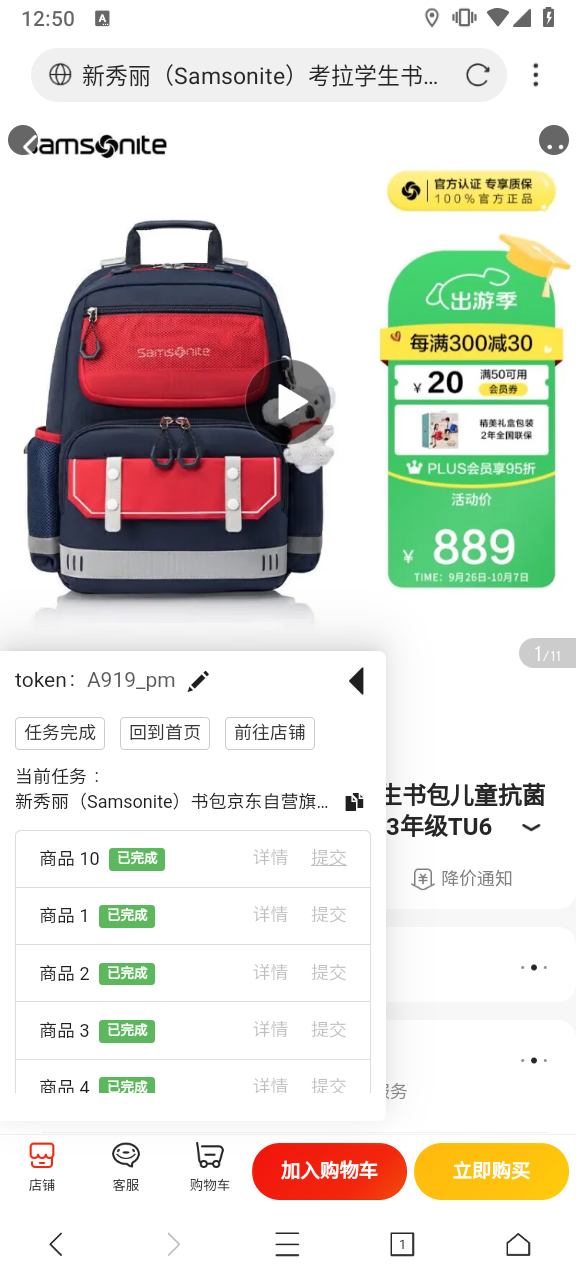 12:50
A
新秀丽（Samsonite）考拉学生书…
Samsonite
官方认证 专享质保
100%官方正品
出游季
每满300减30
¥20 满50可用
会员券
精美礼盒包装
2年全国联保
PLUS会员享95折
活动价
¥889
TIME：9月26日-10月7日
Samsonite
1/11
token： A919_pm
任务完成 回到首页 前往店铺
当前任务：
新秀丽（Samsonite）书包京东自营旗…
生书包儿童抗菌
3年级TU6
降价通知
商品 10 已完成 详情 提交
商品 1 已完成 详情 提交
商品 2 已完成 详情 提交
商品 3 已完成 详情 提交
商品 4 已完成 详情 提交
服务
店铺 客服 购物车 加入购物车 立即购买
1